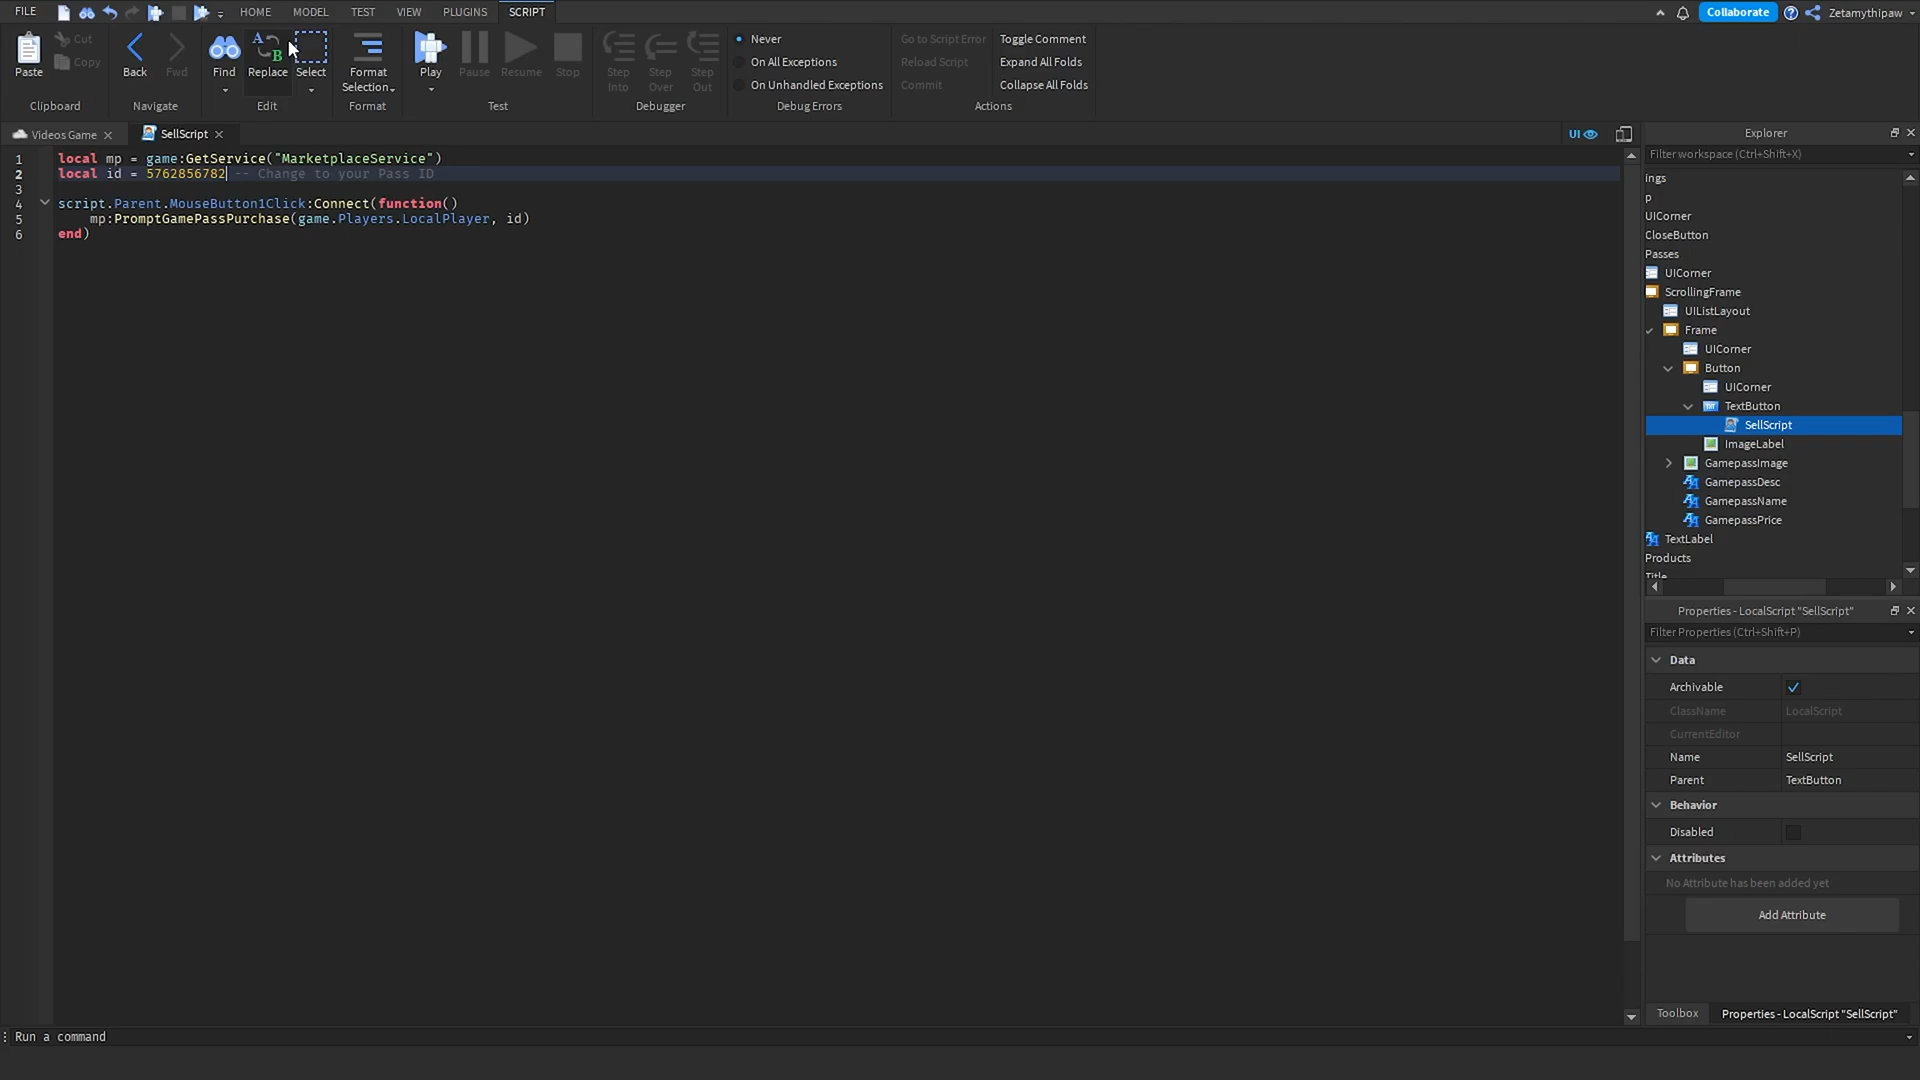 FILE HOME MODEL TEST VIEW PLUGINS SCRIPT Collaborate Zetamythipaw
Paste Cut Copy
Clipboard
Back Fwd
Navigate
Find Replace Select
Edit
Format Selection
Format
Play Pause Resume Stop
Test
Step Into Step Over Step Out
Debugger
Never
On All Exceptions
On Unhandled Exceptions
Debug Errors
Go to Script Error Toggle Comment
Reload Script Expand All Folds
Commit Collapse All Folds
Actions
Videos Game SellScript UI
1 local mp = game:GetService("MarketplaceService")
2 local id = 5762856782 -- Change to your Pass ID
3
4 script.Parent.MouseButton1Click:Connect(function()
5 mp:PromptGamePassPurchase(game.Players.LocalPlayer, id)
6 end)
Explorer
Filter workspace (Ctrl+Shift+X)
ings
p
UICorner
CloseButton
Passes
UICorner
ScrollingFrame
UIListLayout
Frame
UICorner
Button
UICorner
TextButton
SellScript
ImageLabel
GamepassImage
GamepassDesc
GamepassName
GamepassPrice
TextLabel
Products
Title
Properties - LocalScript "SellScript"
Filter Properties (Ctrl+Shift+P)
Data
Archivable
ClassName LocalScript
CurrentEditor
Name SellScript
Parent TextButton
Behavior
Disabled
Attributes
No Attribute has been added yet
Add Attribute
Toolbox Properties - LocalScript "SellScript"
Run a command